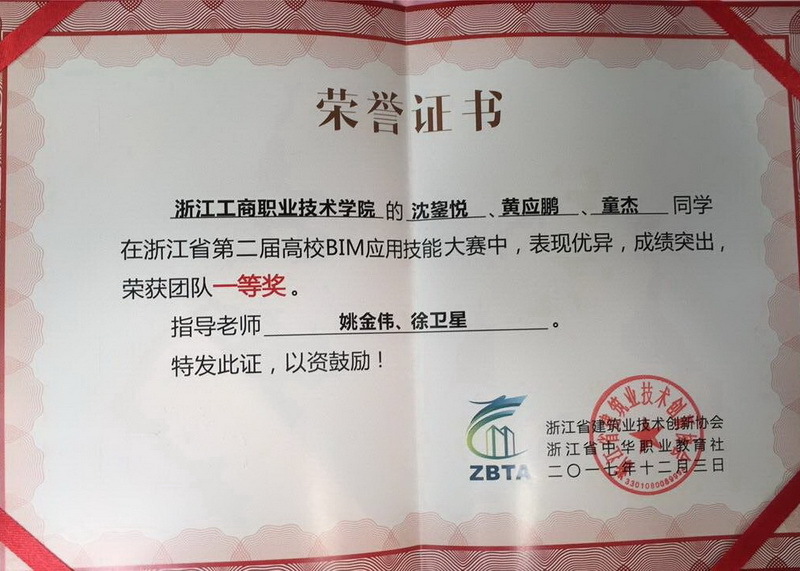 荣誉证书
浙江工商职业技术学院的沈鋆悦、黄应鹏、童杰同学
在浙江省第二届高校BIM应用技能大赛中，表现优异，成绩突出，
荣获团队一等奖。
指导老师 姚金伟、徐卫星。
特发此证，以资鼓励！
ZBTA
浙江省建筑业技术创新协会
浙江省中华职业教育社
二〇一七年十二月三日